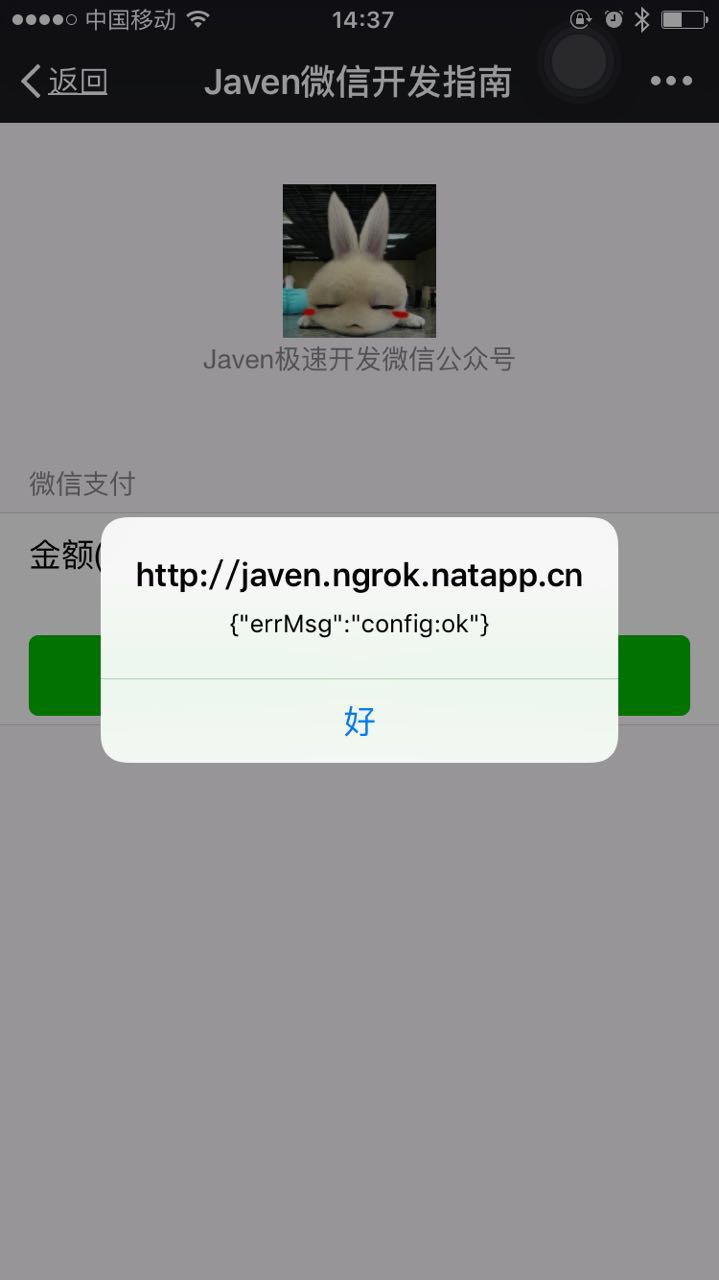 中国移动
14:37
返回
Javen微信开发指南
Javen极速开发微信公众号
微信支付
金额(
http://javen.ngrok.natapp.cn
{"errMsg":"config:ok"}
好